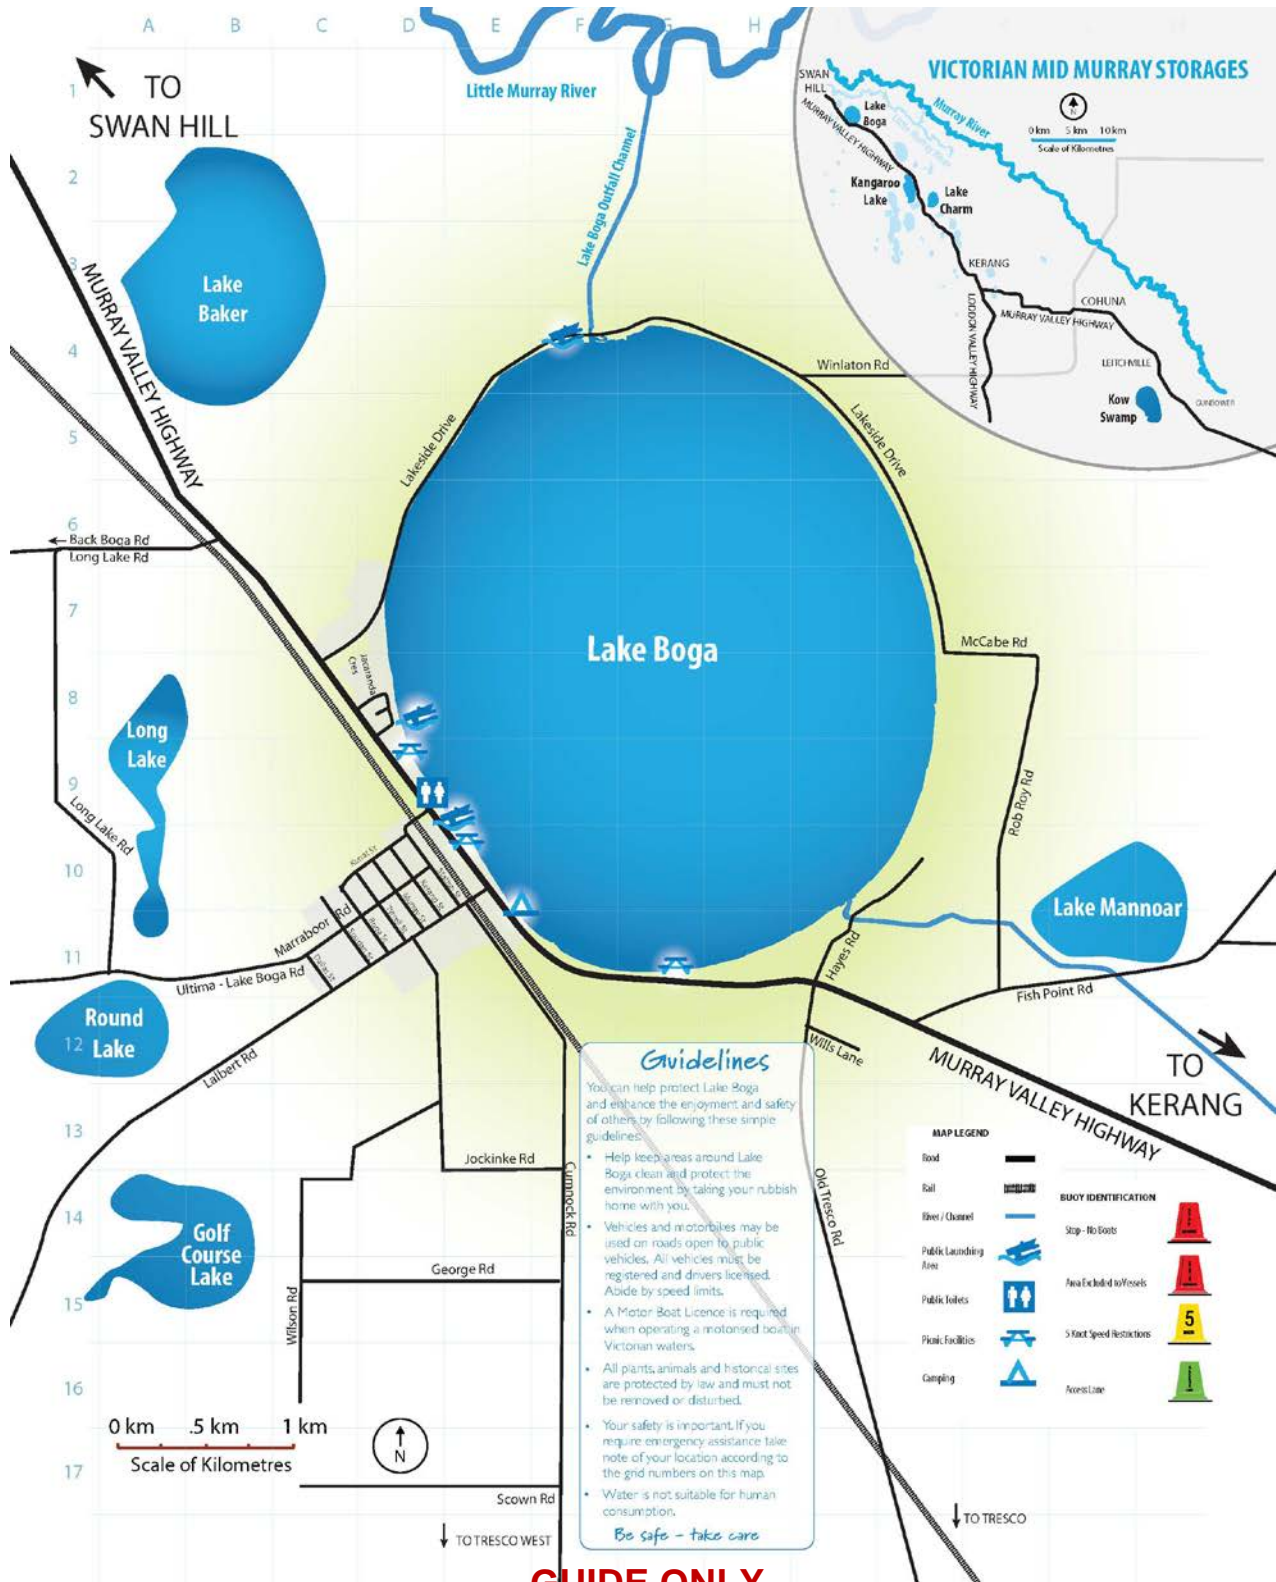 A B C D E F G H
1
2
3
4
5
6
7
8
9
10
11
12
13
14
15
16
17
TO
SWAN HILL
Little Murray River
Lake Boga Outfall Channel
VICTORIAN MID MURRAY STORAGES
SWAN
HILL
Lake
Boga
Murray River
N
0 km 5 km 10 km
Scale of Kilometres
MURRAY VALLEY HIGHWAY
Kangaroo
Lake
Lake
Charm
KERANG
COHUNA
MURRAY VALLEY HIGHWAY
LODDON VALLEY HIGHWAY
LEITCHVILLE
Kow
Swamp
GUNBOWER
Lake
Baker
MURRAY VALLEY HIGHWAY
Winlaton Rd
Lakeside Drive
Lakeside Drive
Back Boga Rd
Long Lake Rd
Lake Boga
McCabe Rd
Jacaranda
Cres
Long
Lake
Long Lake Rd
Rob Roy Rd
Lake Mannoar
Marraboor Rd
Ultima - Lake Boga Rd
Hayes Rd
Fish Point Rd
Round
Lake
Lalbert Rd
Wills Lane
MURRAY VALLEY HIGHWAY
TO
KERANG
Guidelines
You can help protect Lake Boga
and enhance the enjoyment and safety
of others by following these simple
guidelines:
• Help keep areas around Lake
Boga clean and protect the
environment by taking your rubbish
home with you.
• Vehicles and motorbikes may be
used on roads open to public
vehicles. All vehicles must be
registered and drivers licensed.
Abide by speed limits.
• A Motor Boat Licence is required
when operating a motorised boat in
Victorian waters.
• All plants, animals and historical sites
are protected by law and must not
be removed or disturbed.
• Your safety is important. If you
require emergency assistance take
note of your location according to
the grid numbers on this map.
• Water is not suitable for human
consumption.
Be safe – take care
Jockinke Rd
Cumnock Rd
Old Tresco Rd
Golf
Course
Lake
George Rd
Wilson Rd
MAP LEGEND
Road
Rail
River / Channel
Public Launching
Area
Public Toilets
Picnic Facilities
Camping
BUOY IDENTIFICATION
Stop - No Boats
Area Excluded to Vessels
5 Knot Speed Restrictions
5
Access Lane
0 km .5 km 1 km
Scale of Kilometres
N
Scown Rd
TO TRESCO WEST
TO TRESCO
GUIDE ONLY